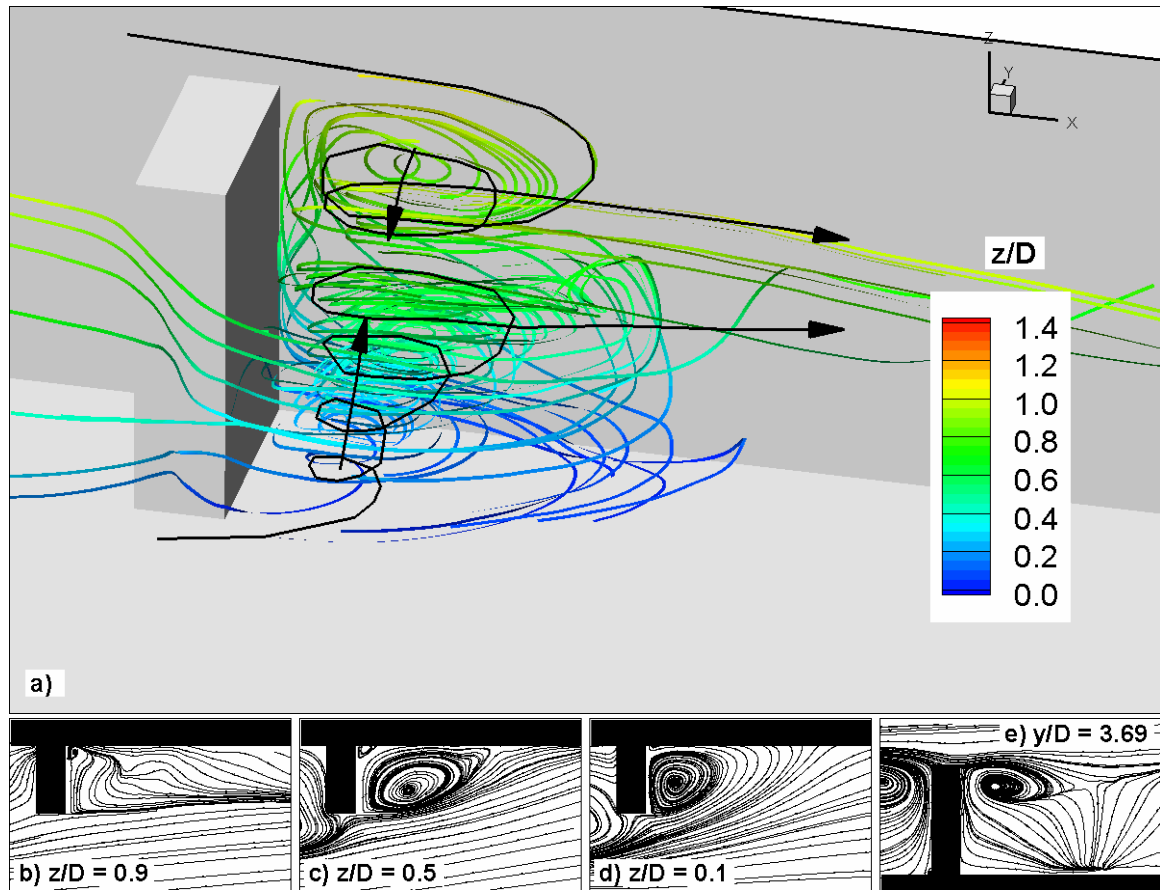 Z
Y
X
z/D
1.4
1.2
1.0
0.8
0.6
0.4
0.2
0.0
a)
b) z/D = 0.9
c) z/D = 0.5
d) z/D = 0.1
e) y/D = 3.69